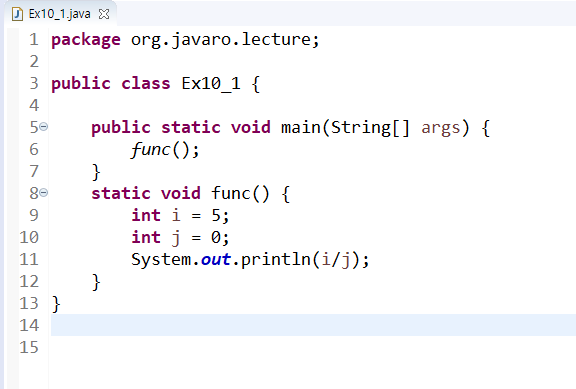 Ex10_1.java
1 package org.javaro.lecture;
2
3 public class Ex10_1 {
4
5     public static void main(String[] args) {
6         func();
7     }
8     static void func() {
9         int i = 5;
10         int j = 0;
11         System.out.println(i/j);
12     }
13 }
14
15